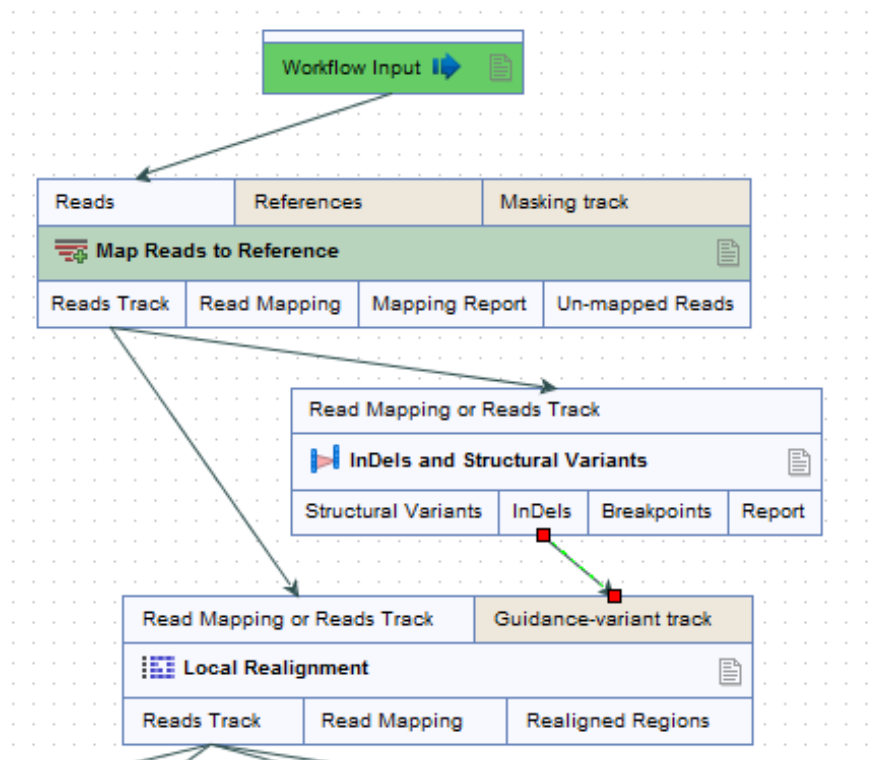 Workflow Input
Reads References Masking track
Map Reads to Reference
Reads Track Read Mapping Mapping Report Un-mapped Reads
Read Mapping or Reads Track
InDels and Structural Variants
Structural Variants InDels Breakpoints Report
Read Mapping or Reads Track Guidance-variant track
Local Realignment
Reads Track Read Mapping Realigned Regions